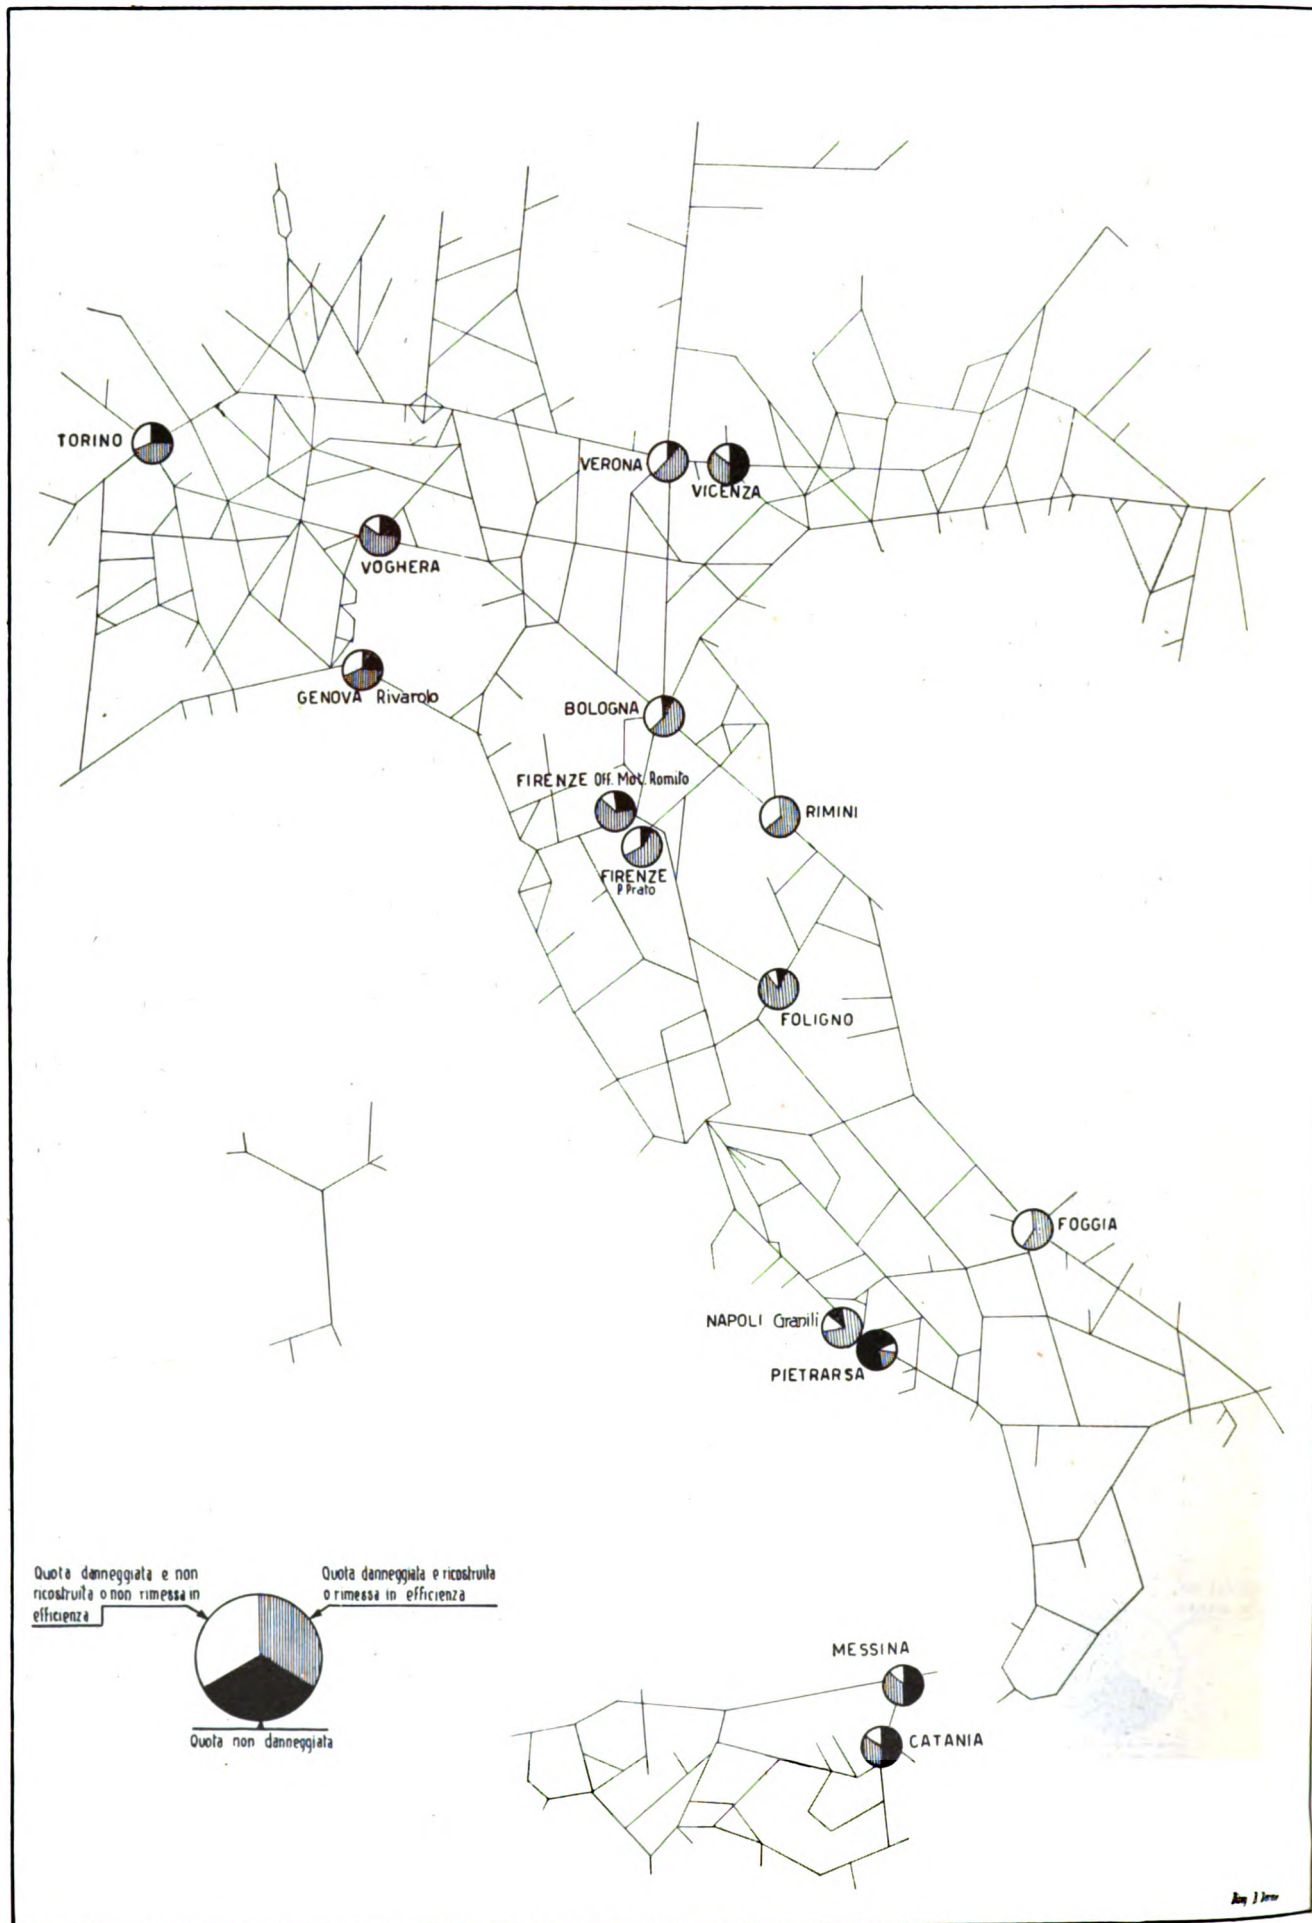 TORINO
VERONA
VICENZA
VOGHERA
GENOVA Rivarolo
BOLOGNA
FIRENZE Off. Mot. Romito
RIMINI
FIRENZE
P. Prato
FOLIGNO
FOGGIA
NAPOLI Granili
PIETRARSA
Quota danneggiata e non
ricostruita o non rimessa in
efficienza
Quota danneggiata e ricostruita
o rimessa in efficienza
Quota non danneggiata
MESSINA
CATANIA